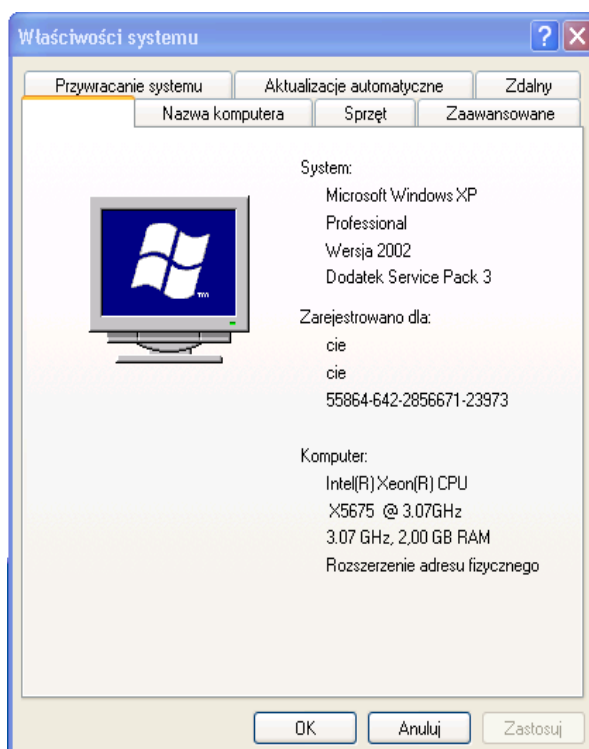 Właściwości systemu
Przywracanie systemu
Aktualizacje automatyczne
Zdalny
Nazwa komputera
Sprzęt
Zaawansowane
System:
Microsoft Windows XP
Professional
Wersja 2002
Dodatek Service Pack 3
Zarejestrowano dla:
cie
cie
55864-642-2856671-23973
Komputer:
Intel(R) Xeon(R) CPU
X5675 @ 3.07GHz
3.07 GHz, 2,00 GB RAM
Rozszerzenie adresu fizycznego
OK
Anuluj
Zastosuj